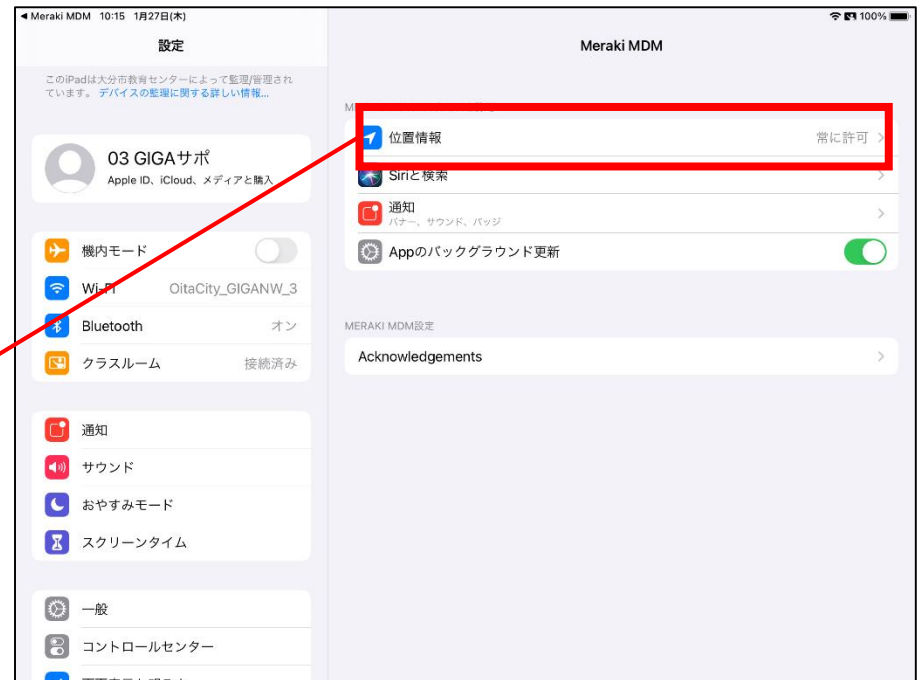 ◀ Meraki MDM 10:15 1月27日(木)
100%
設定
Meraki MDM
このiPadは大分市教育センターによって監理/管理され
ています。 デバイスの監理に関する詳しい情報...
位置情報
常に許可
03 GIGAサポ
Apple ID、iCloud、メディアと購入
Siriと検索
通知
バナー、サウンド、バッジ
Appのバックグラウンド更新
機内モード
Wi-Fi
OitaCity_GIGANW_3
Bluetooth
オン
クラスルーム
接続済み
MERAKI MDM設定
Acknowledgements
通知
サウンド
おやすみモード
スクリーンタイム
一般
コントロールセンター